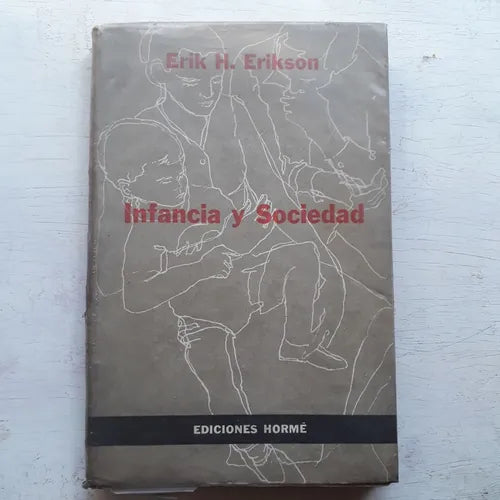 Erik H. Erikson
Infancia y Sociedad
EDICIONES HORMÉ